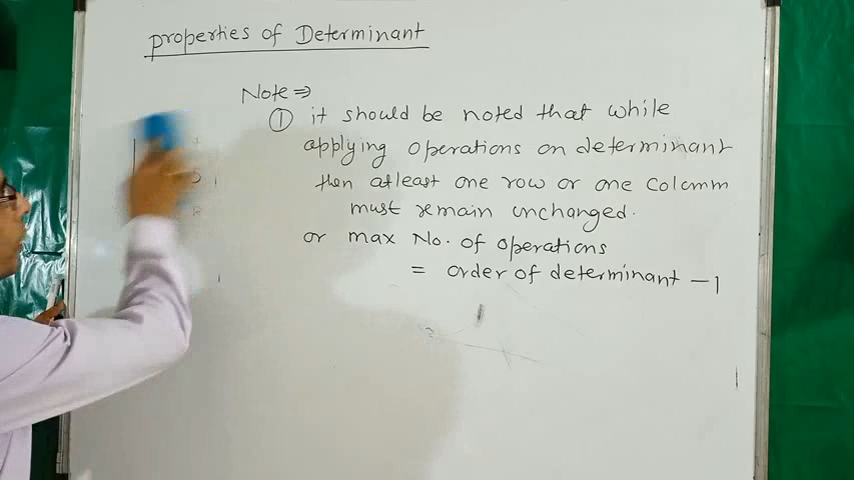 properties of Determinant
Note ⇒
① it should be noted that while
applying operations on determinant
then atleast one row or one column
must remain unchanged.
or max No. of operations
= order of determinant - 1